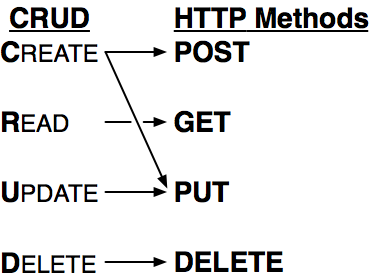 CRUD HTTP Methods
CREATE POST
READ GET
UPDATE PUT
DELETE DELETE